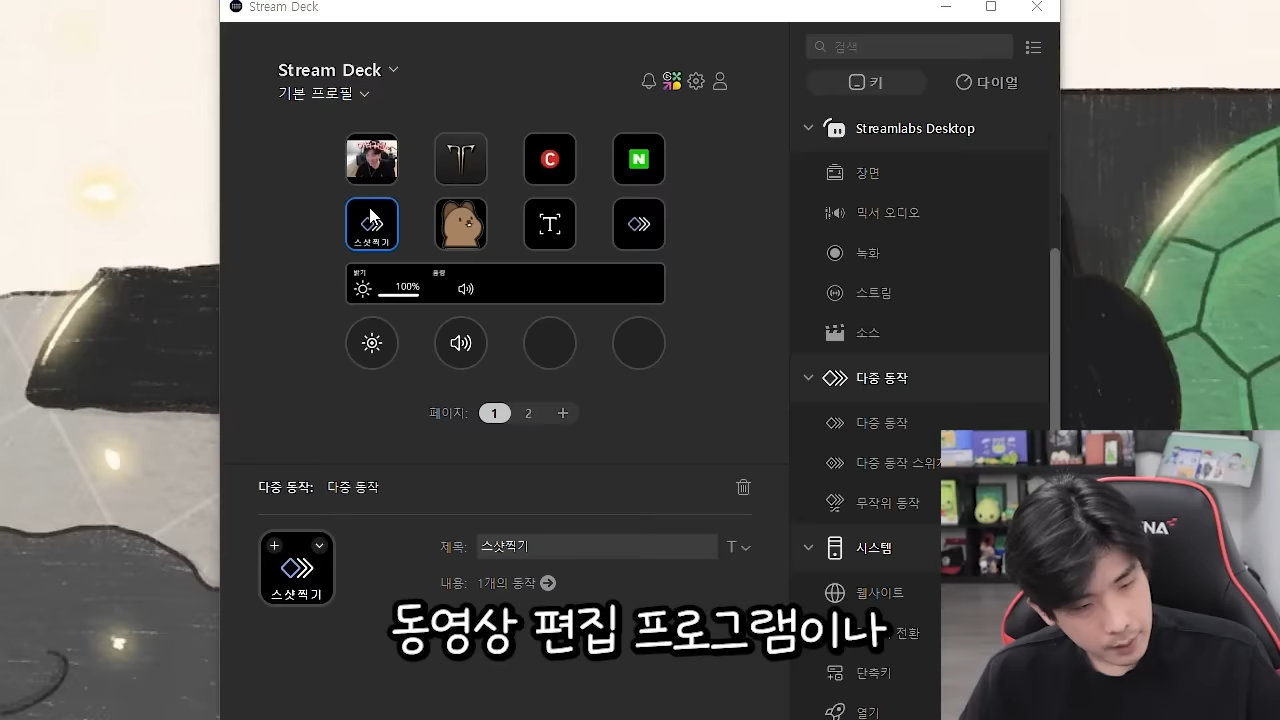 Stream Deck
Stream Deck
기본 프로필
C
N
스샷찍기
T
밝기
100%
음량
페이지:
1
2
+
다중 동작: 다중 동작
제목:
스샷찍기
T
내용:
1개의 동작
스샷찍기
검색
키
다이얼
Streamlabs Desktop
장면
믹서 오디오
녹화
스트림
소스
다중 동작
다중 동작
다중 동작 스위
무작위 동작
시스템
웹사이트
전환
단축키
열기
동영상 편집 프로그램이나